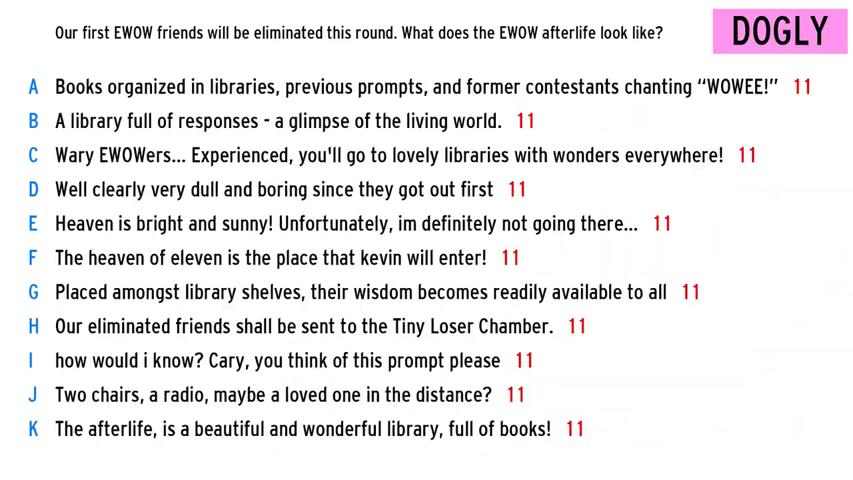 Our first EWOW friends will be eliminated this round. What does the EWOW afterlife look like?
DOGLY
A Books organized in libraries, previous prompts, and former contestants chanting “WOWEE!” 11
B A library full of responses - a glimpse of the living world. 11
C Wary EWOWers... Experienced, you'll go to lovely libraries with wonders everywhere! 11
D Well clearly very dull and boring since they got out first 11
E Heaven is bright and sunny! Unfortunately, im definitely not going there... 11
F The heaven of eleven is the place that kevin will enter! 11
G Placed amongst library shelves, their wisdom becomes readily available to all 11
H Our eliminated friends shall be sent to the Tiny Loser Chamber. 11
I how would i know? Cary, you think of this prompt please 11
J Two chairs, a radio, maybe a loved one in the distance? 11
K The afterlife, is a beautiful and wonderful library, full of books! 11